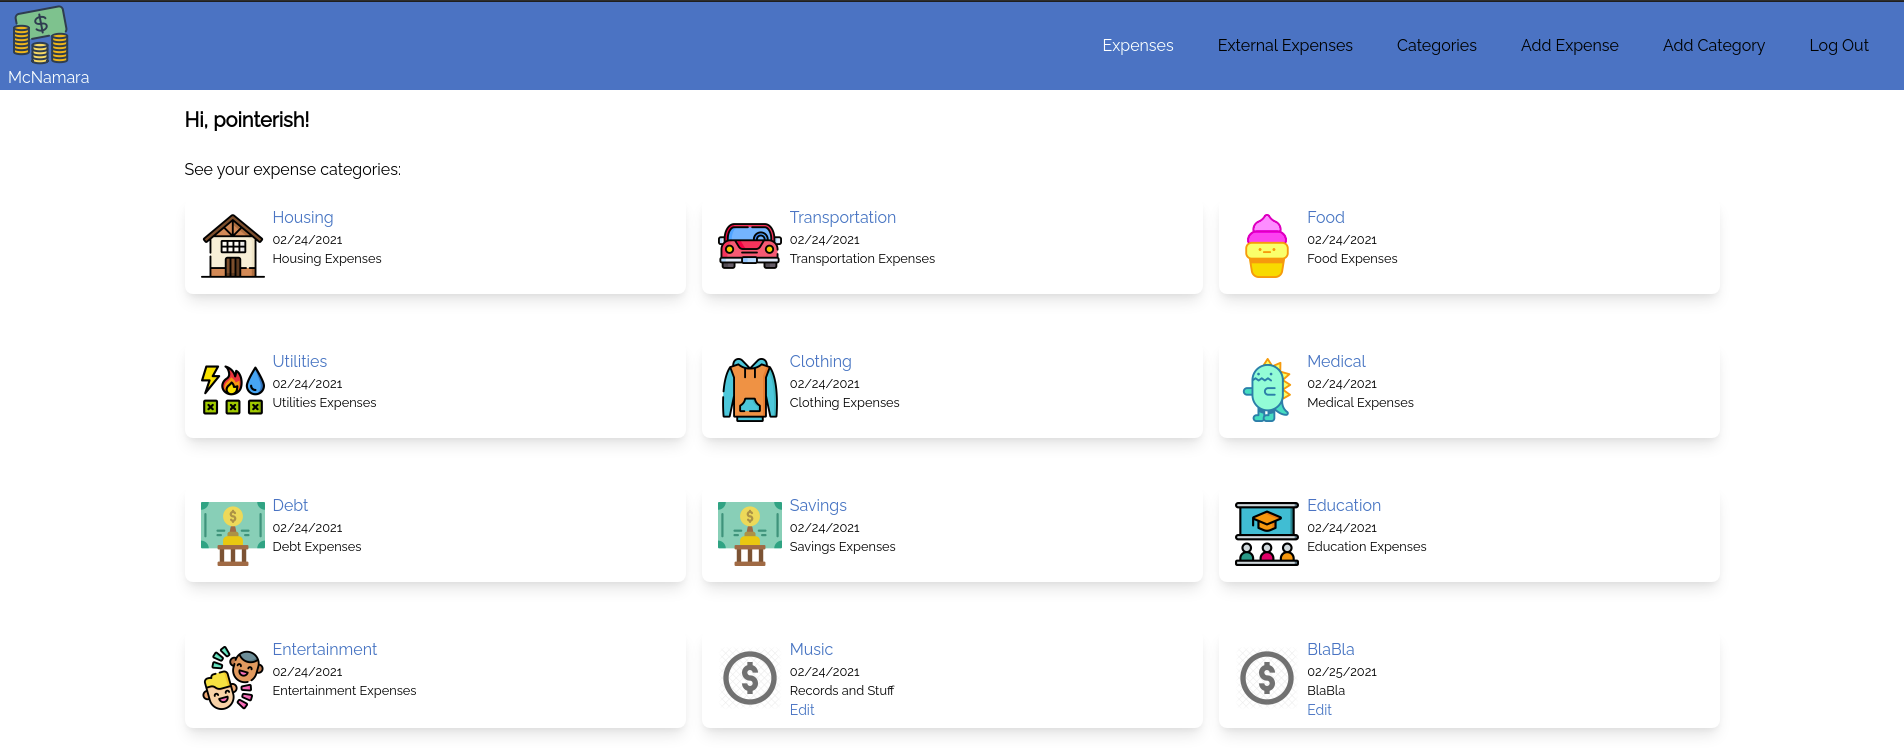 McNamara
Expenses External Expenses Categories Add Expense Add Category Log Out
Hi, pointerish!
See your expense categories:
Housing
02/24/2021
Housing Expenses
Transportation
02/24/2021
Transportation Expenses
Food
02/24/2021
Food Expenses
Utilities
02/24/2021
Utilities Expenses
Clothing
02/24/2021
Clothing Expenses
Medical
02/24/2021
Medical Expenses
Debt
02/24/2021
Debt Expenses
Savings
02/24/2021
Savings Expenses
Education
02/24/2021
Education Expenses
Entertainment
02/24/2021
Entertainment Expenses
Music
02/24/2021
Records and Stuff
Edit
BlaBla
02/25/2021
BlaBla
Edit